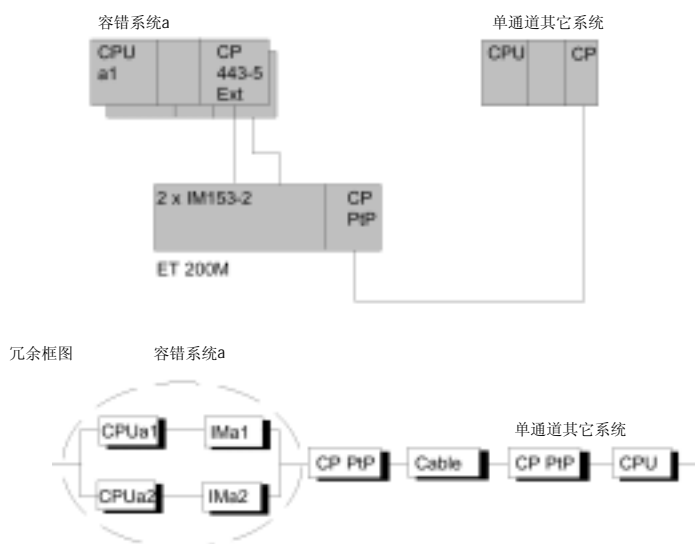 容错系统a
单通道其它系统
CPU
a1
CP
443-5
Ext
CPU
CP
2 x IM153-2
CP
PtP
ET 200M
冗余框图
容错系统a
单通道其它系统
CPUa1
IMa1
CP PtP
Cable
CP PtP
CPU
CPUa2
IMa2